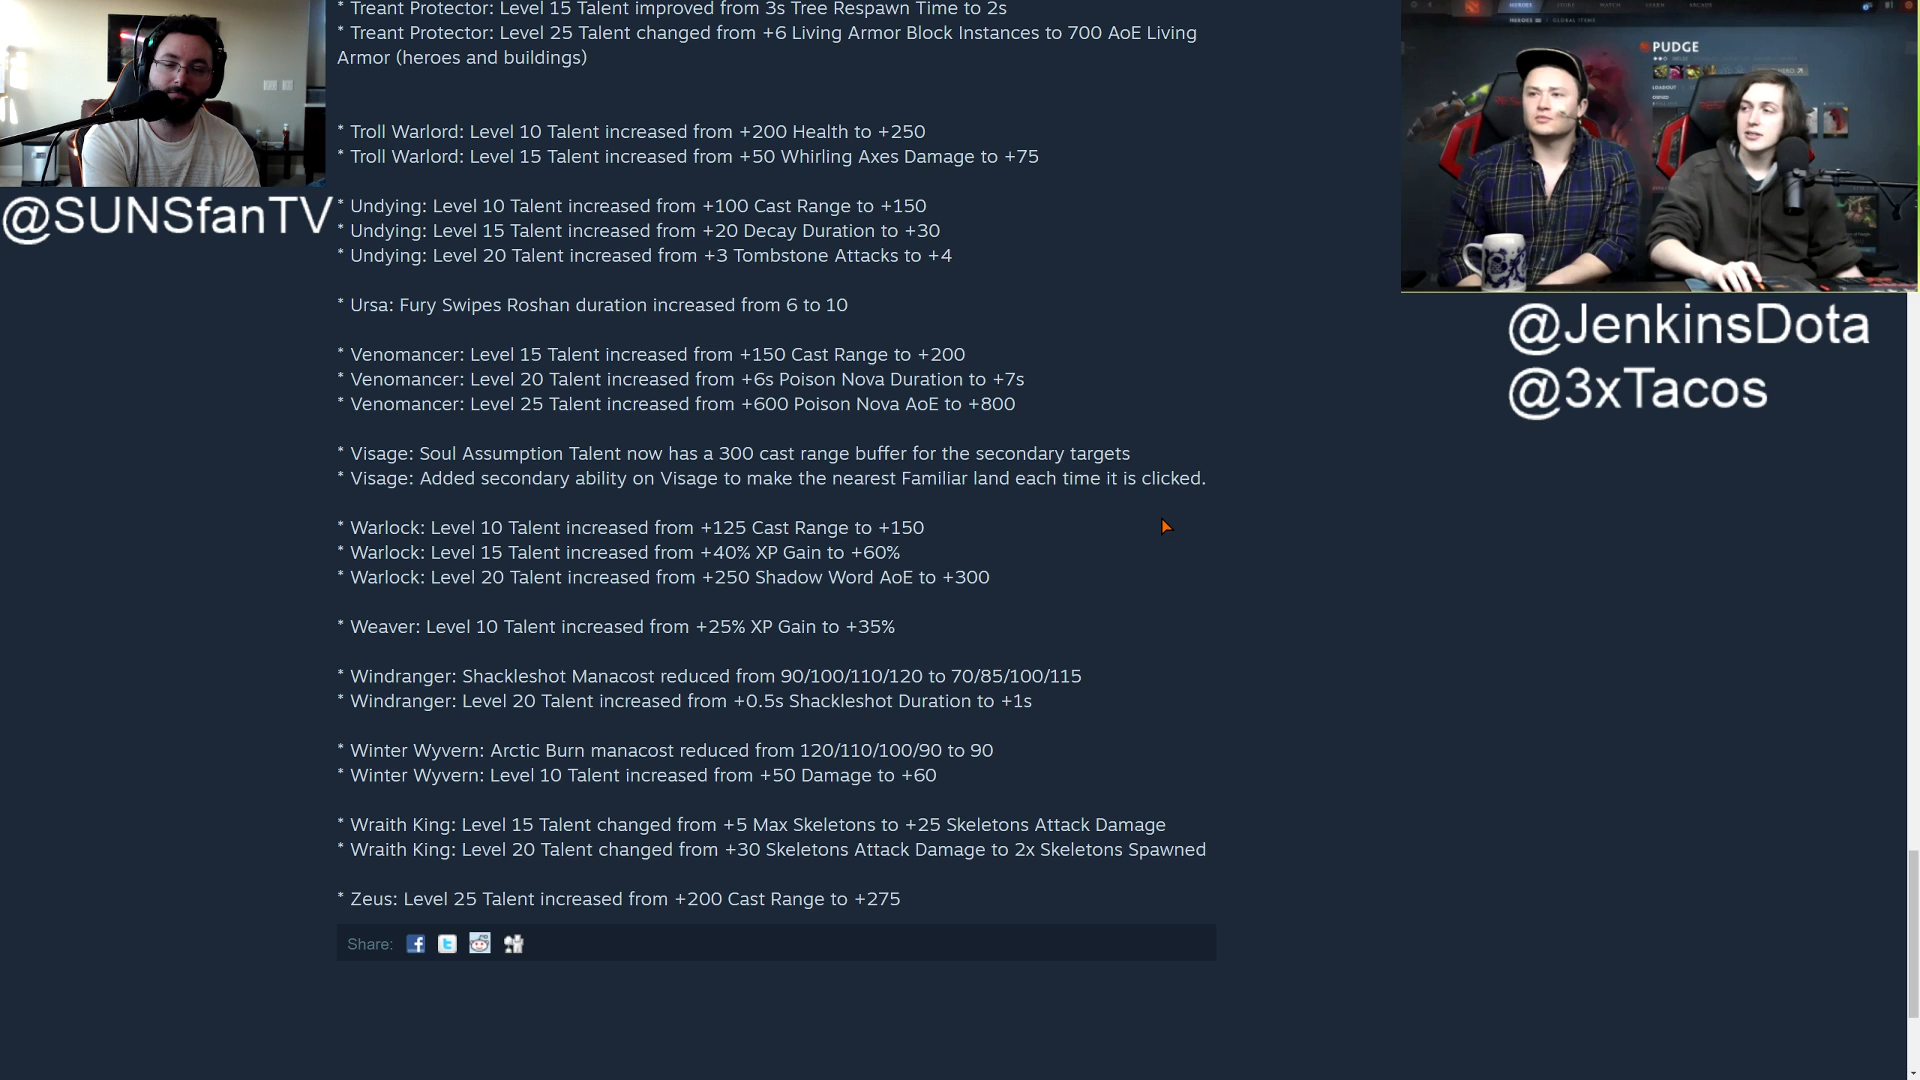 * Treant Protector: Level 15 Talent improved from 3s Tree Respawn Time to 2s
* Treant Protector: Level 25 Talent changed from +6 Living Armor Block Instances to 700 AoE Living
Armor (heroes and buildings)
* Troll Warlord: Level 10 Talent increased from +200 Health to +250
* Troll Warlord: Level 15 Talent increased from +50 Whirling Axes Damage to +75
* Undying: Level 10 Talent increased from +100 Cast Range to +150
* Undying: Level 15 Talent increased from +20 Decay Duration to +30
* Undying: Level 20 Talent increased from +3 Tombstone Attacks to +4
* Ursa: Fury Swipes Roshan duration increased from 6 to 10
* Venomancer: Level 15 Talent increased from +150 Cast Range to +200
* Venomancer: Level 20 Talent increased from +6s Poison Nova Duration to +7s
* Venomancer: Level 25 Talent increased from +600 Poison Nova AoE to +800
* Visage: Soul Assumption Talent now has a 300 cast range buffer for the secondary targets
* Visage: Added secondary ability on Visage to make the nearest Familiar land each time it is clicked.
* Warlock: Level 10 Talent increased from +125 Cast Range to +150
* Warlock: Level 15 Talent increased from +40% XP Gain to +60%
* Warlock: Level 20 Talent increased from +250 Shadow Word AoE to +300
* Weaver: Level 10 Talent increased from +25% XP Gain to +35%
* Windranger: Shackleshot Manacost reduced from 90/100/110/120 to 70/85/100/115
* Windranger: Level 20 Talent increased from +0.5s Shackleshot Duration to +1s
* Winter Wyvern: Arctic Burn manacost reduced from 120/110/100/90 to 90
* Winter Wyvern: Level 10 Talent increased from +50 Damage to +60
* Wraith King: Level 15 Talent changed from +5 Max Skeletons to +25 Skeletons Attack Damage
* Wraith King: Level 20 Talent changed from +30 Skeletons Attack Damage to 2x Skeletons Spawned
* Zeus: Level 25 Talent increased from +200 Cast Range to +275
Share:
@SUNSfanTV
HEROES
GLOBAL ITEMS
PUDGE
LOADOUT
@JenkinsDota
@3xTacos